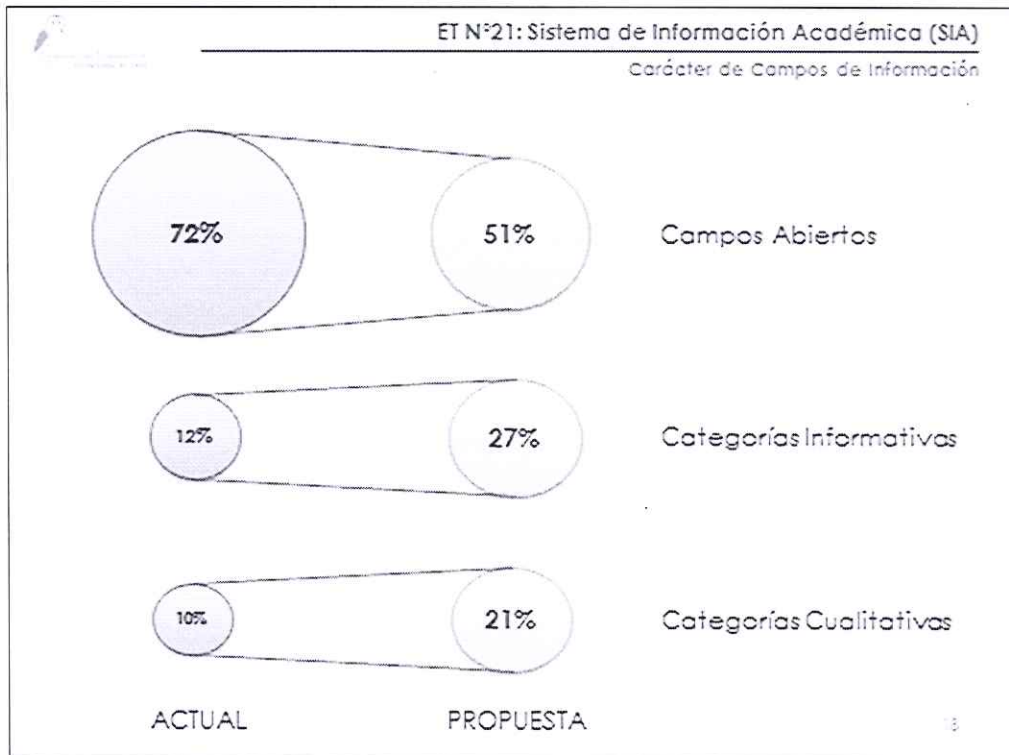 ET N°21: Sistema de Información Académica (SIA)
Carácter de Campos de Información
72%
51%
Campos Abiertos
12%
27%
Categorías Informativas
10%
21%
Categorías Cualitativas
ACTUAL
PROPUESTA
18